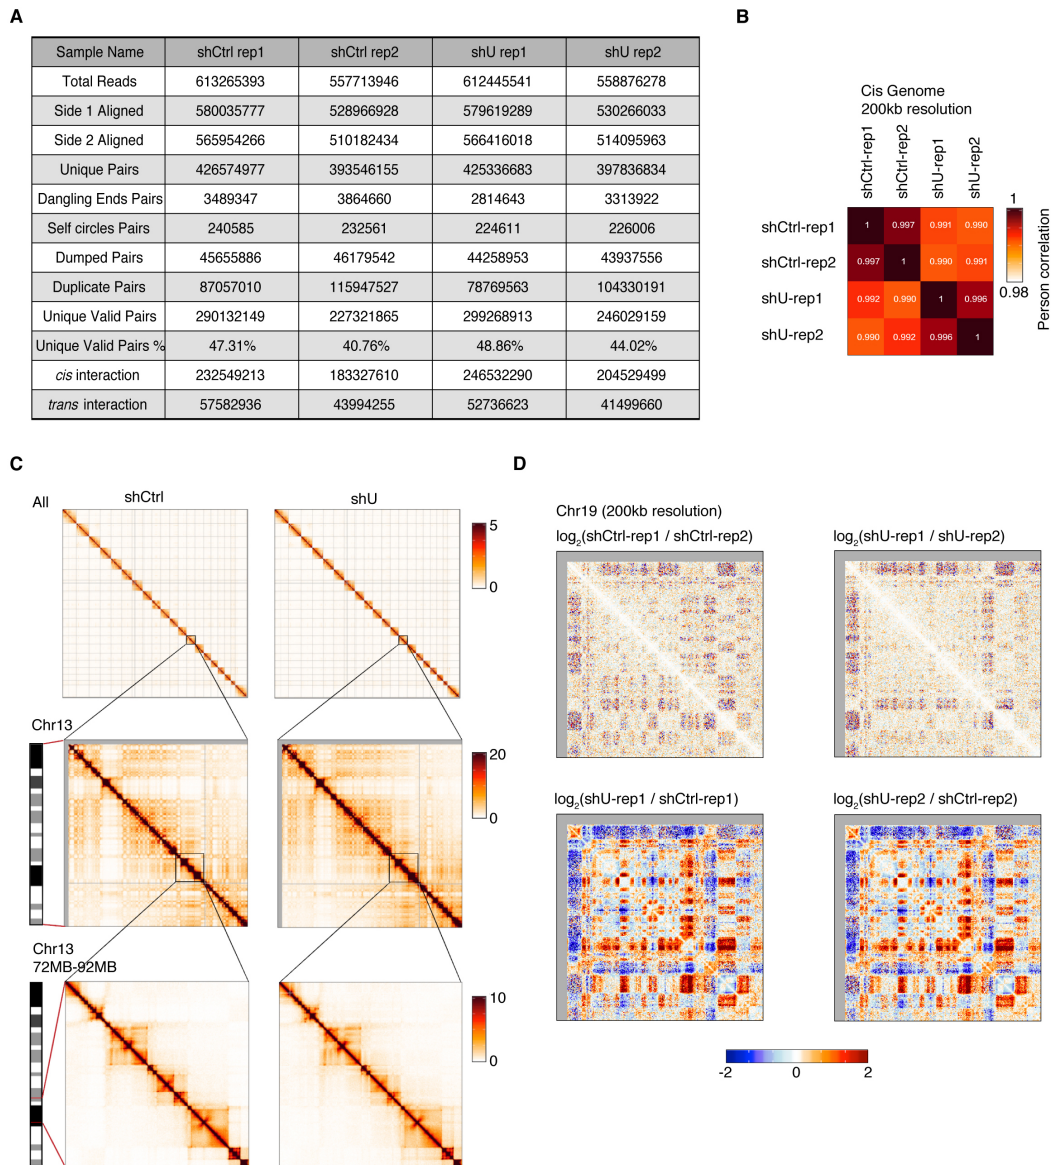 A
Sample Name shCtrl rep1 shCtrl rep2 shU rep1 shU rep2
Total Reads 613265393 557713946 612445541 558876278
Side 1 Aligned 580035777 528966928 579619289 530266033
Side 2 Aligned 565954266 510182434 566416018 514095963
Unique Pairs 426574977 393546155 425336683 397836834
Dangling Ends Pairs 3489347 3864660 2814643 3313922
Self circles Pairs 240585 232561 224611 226006
Dumped Pairs 45655886 46179542 44258953 43937556
Duplicate Pairs 87057010 115947527 78769563 104330191
Unique Valid Pairs 290132149 227321865 299268913 246029159
Unique Valid Pairs % 47.31% 40.76% 48.86% 44.02%
cis interaction 232549213 183327610 246532290 204529499
trans interaction 57582936 43994255 52736623 41499660
B
Cis Genome
200kb resolution
shCtrl-rep1 shCtrl-rep2 shU-rep1 shU-rep2
shCtrl-rep1 1 0.997 0.991 0.990
shCtrl-rep2 0.997 1 0.990 0.991
shU-rep1 0.992 0.990 1 0.996
shU-rep2 0.990 0.992 0.996 1
1
0.98
Person correlation
C
All shCtrl shU
5
0
Chr13
20
0
Chr13
72MB-92MB
10
0
D
Chr19 (200kb resolution)
log2(shCtrl-rep1 / shCtrl-rep2) log2(shU-rep1 / shU-rep2)
log2(shU-rep1 / shCtrl-rep1) log2(shU-rep2 / shCtrl-rep2)
-2 0 2